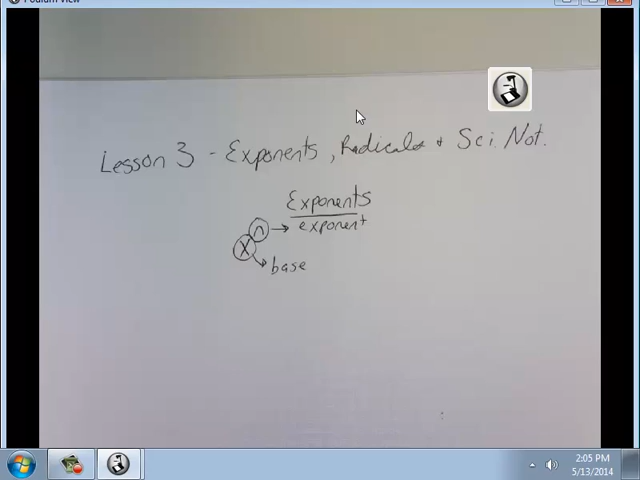 Podium View
Lesson 3 - Exponents, Radicals + Sci. Not.
Exponents
n → exponent
x → base
2:05 PM
5/13/2014